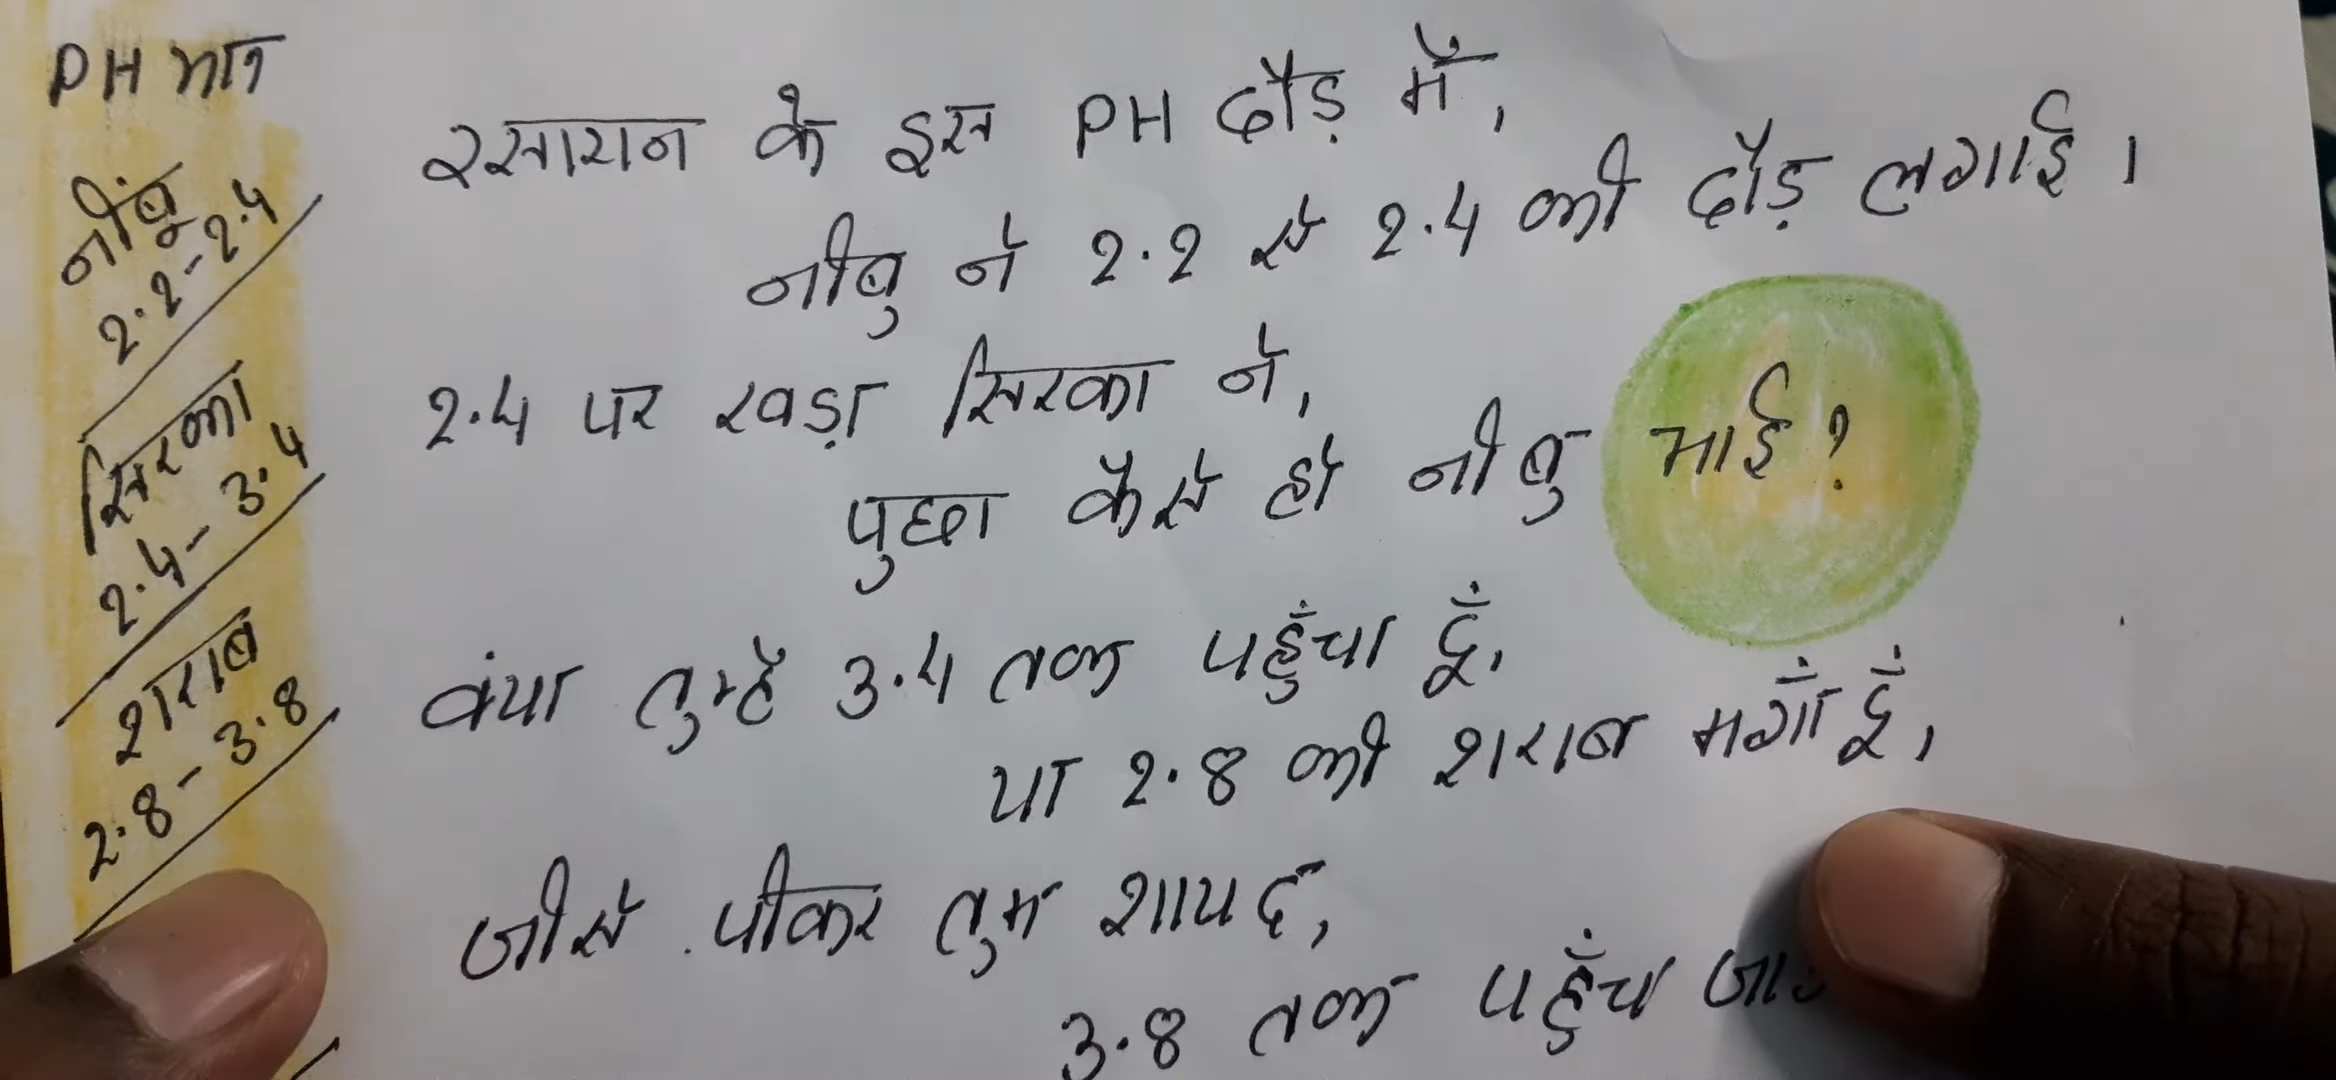 PH मान
नींबू
2.2-2.4
सिरका
2.4-3.4
शराब
2.8-3.8
रसायन के इस PH दौड़ में,
नीबु ने 2.2 से 2.4 की दौड़ लगाई।
2.4 पर खड़ा सिरका ने,
पुछा कैसे हो नीबु भाई?
क्या तुम्हें 3.4 तक पहुँचा दूँ,
या 2.8 की शराब मगाँ दूँ,
जीसे पीकर तुम शायद,
3.8 तक पहुँच